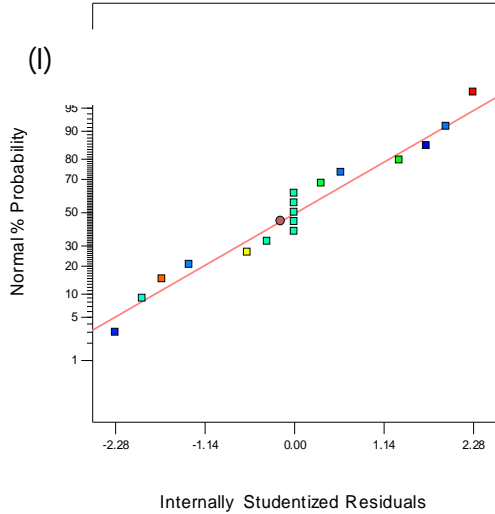 (I)
Normal % Probability
95
90
80
70
50
30
20
10
5
1
-2.28 -1.14 0.00 1.14 2.28
Internally Studentized Residuals